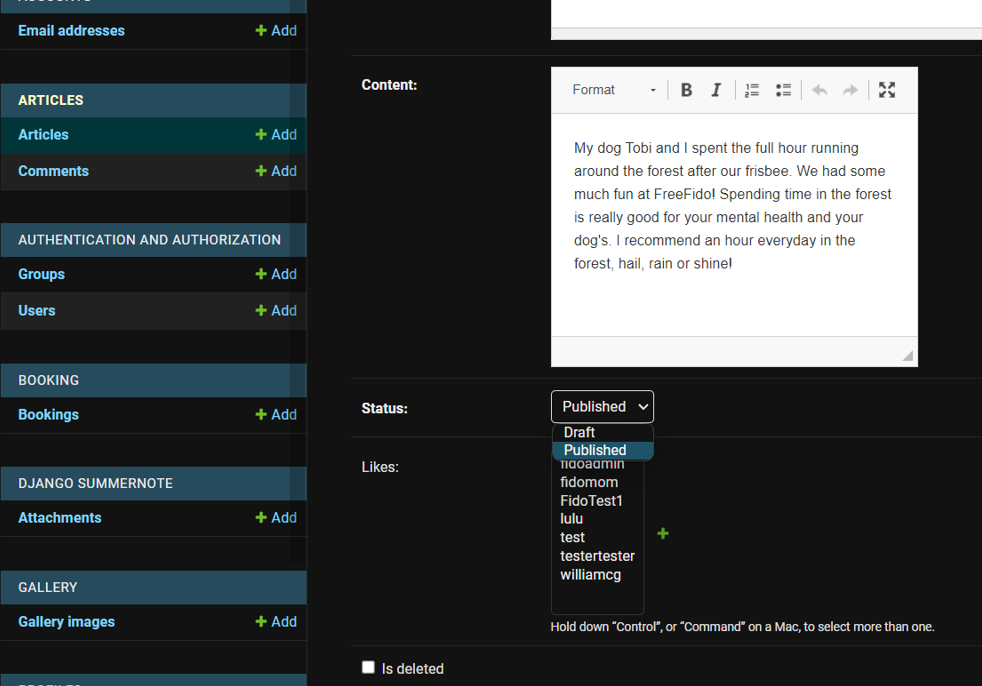 ACCOUNTS
Email addresses
Add
ARTICLES
Articles
Add
Comments
Add
AUTHENTICATION AND AUTHORIZATION
Groups
Add
Users
Add
BOOKING
Bookings
Add
DJANGO SUMMERNOTE
Attachments
Add
GALLERY
Gallery images
Add
PROFILES
Content:
Format
B
I
My dog Tobi and I spent the full hour running
around the forest after our frisbee. We had some
much fun at FreeFido! Spending time in the forest
is really good for your mental health and your
dog's. I recommend an hour everyday in the
forest, hail, rain or shine!
Status:
Published
Draft
Published
Likes:
fidoadmin
fidomom
FidoTest1
lulu
test
testertester
williamcg
Hold down “Control”, or “Command” on a Mac, to select more than one.
Is deleted